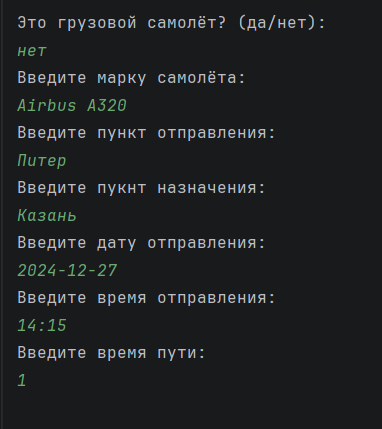 Это грузовой самолёт? (да/нет):
нет
Введите марку самолёта:
Airbus A320
Введите пункт отправления:
Питер
Введите пукнт назначения:
Казань
Введите дату отправления:
2024-12-27
Введите время отправления:
14:15
Введите время пути:
1